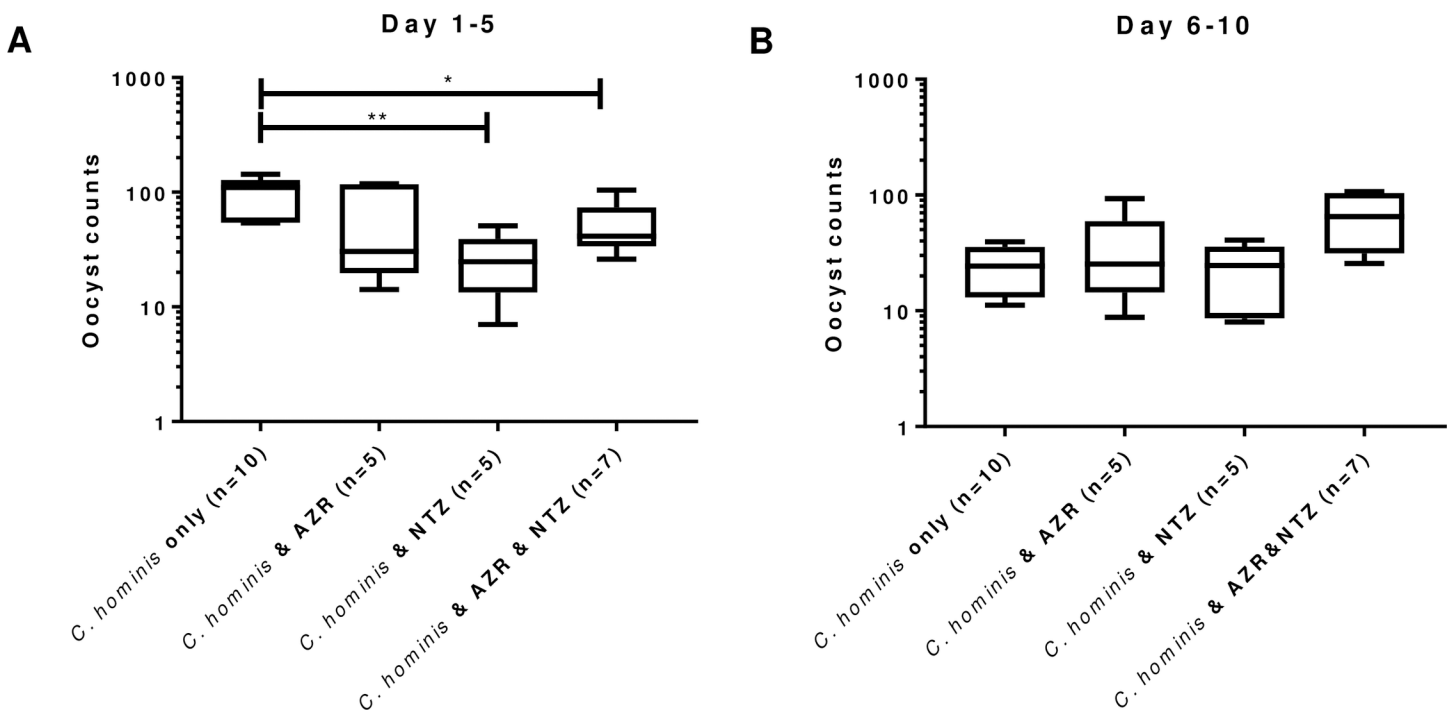 A
Day 1-5
Oocyst counts
1000
100
10
1
*
**
C. hominis only (n=10)
C. hominis & AZR (n=5)
C. hominis & NTZ (n=5)
C. hominis & AZR & NTZ (n=7)
B
Day 6-10
Oocyst counts
1000
100
10
1
C. hominis only (n=10)
C. hominis & AZR (n=5)
C. hominis & NTZ (n=5)
C. hominis & AZR&NTZ (n=7)